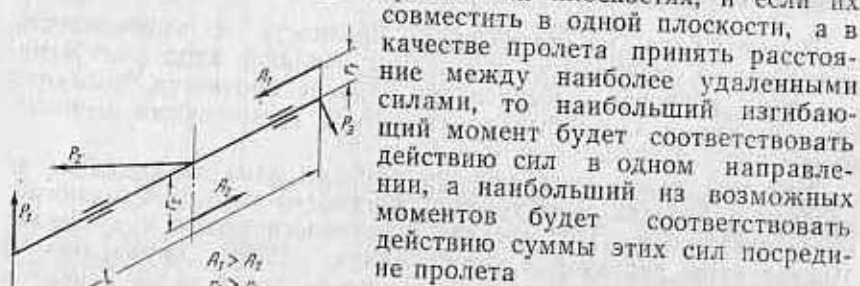 совместить в одной плоскости, а в
качестве пролета принять расстоя-
ние между наиболее удаленными
силами, то наибольший изгибаю-
щий момент будет соответствовать
действию сил в одном направле-
нии, а наибольший из возможных
моментов будет соответствовать
действию суммы этих сил посреди-
не пролета
A₁
P₃
P₂
A₂
P₁
A₁ > A₂